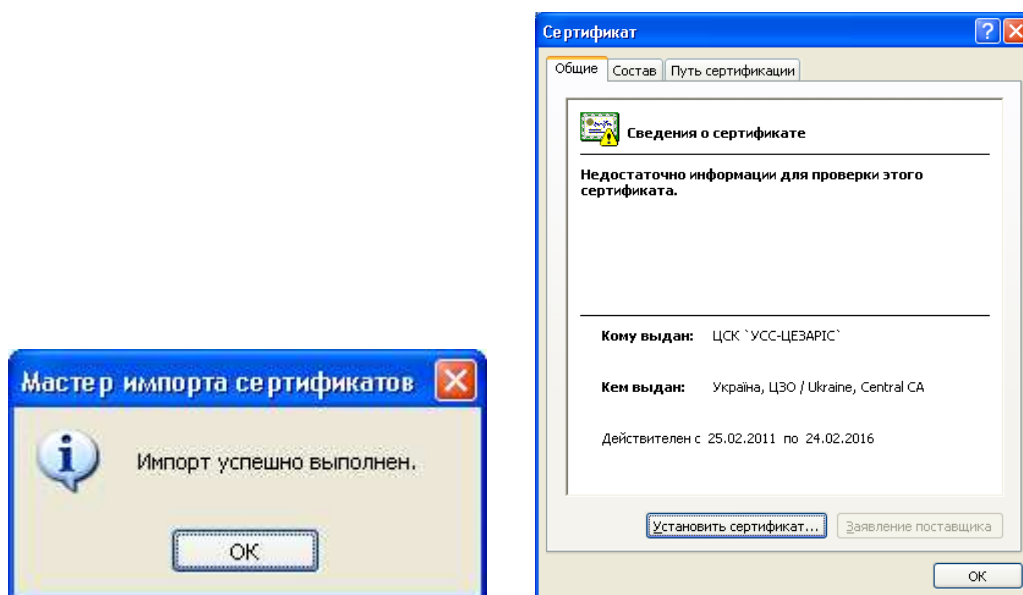 Мастер импорта сертификатов
Импорт успешно выполнен.
ОК
Сертификат
Общие
Состав
Путь сертификации
Сведения о сертификате
Недостаточно информации для проверки этого
сертификата.
Кому выдан: ЦСК `УСС-ЦЕЗАРІС`
Кем выдан: Україна, ЦЗО / Ukraine, Central CA
Действителен с 25.02.2011 по 24.02.2016
Установить сертификат...
Заявление поставщика
ОК